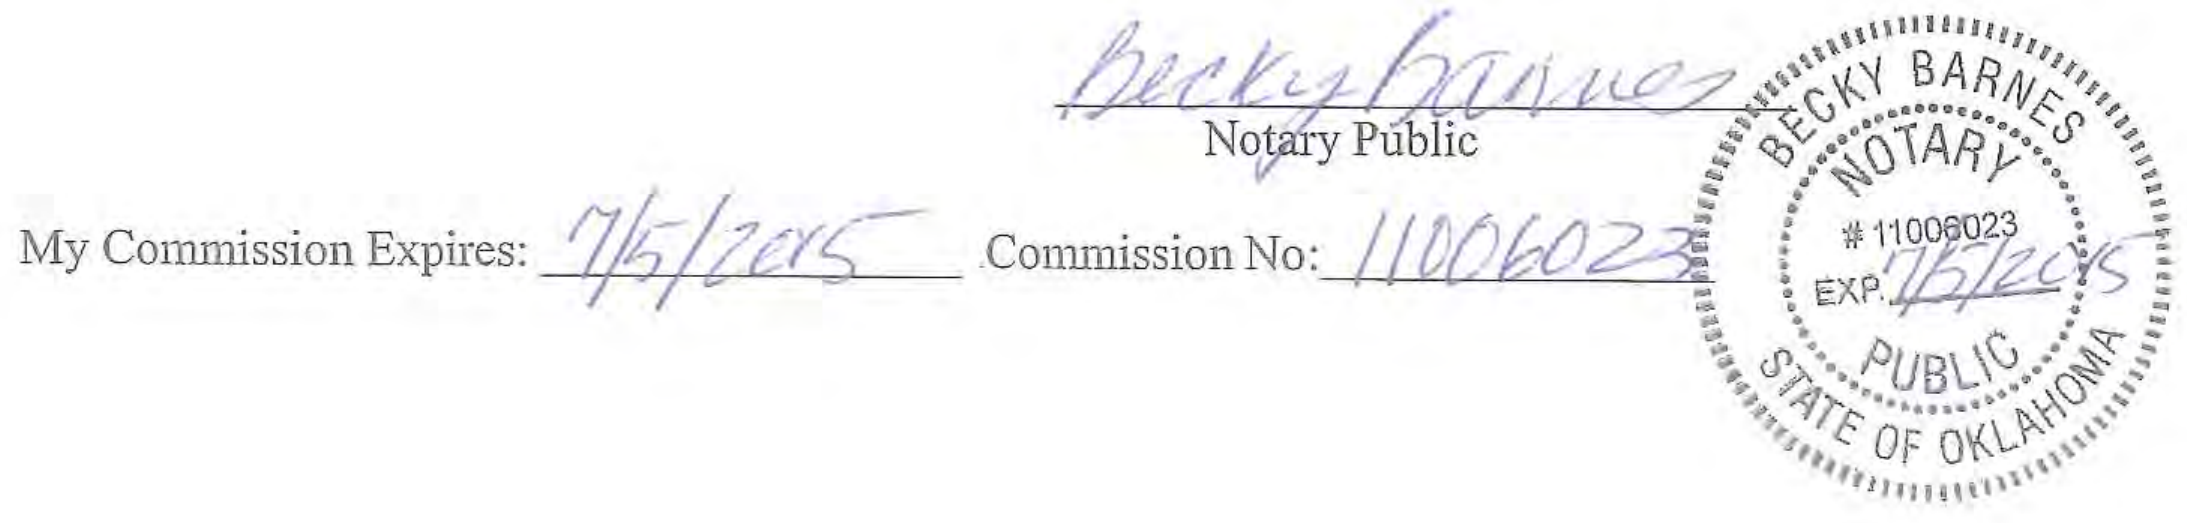 Becky Barnes
Notary Public
My Commission Expires: 7/5/2015 Commission No: 11006023
BECKY BARNES
NOTARY
# 11006023
EXP. 7/5/2015
PUBLIC
STATE OF OKLAHOMA